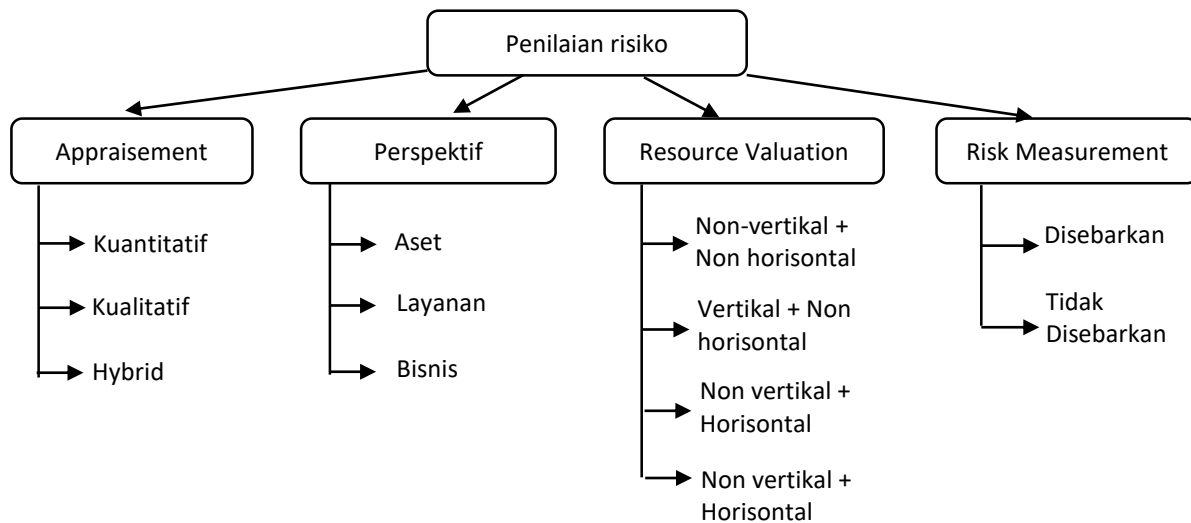 Penilaian risiko
Appraisement
Kuantitatif
Kualitatif
Hybrid
Perspektif
Aset
Layanan
Bisnis
Resource Valuation
Non-vertikal +
Non horisontal
Vertikal + Non
horisontal
Non vertikal +
Horisontal
Non vertikal +
Horisontal
Risk Measurement
Disebarkan
Tidak
Disebarkan